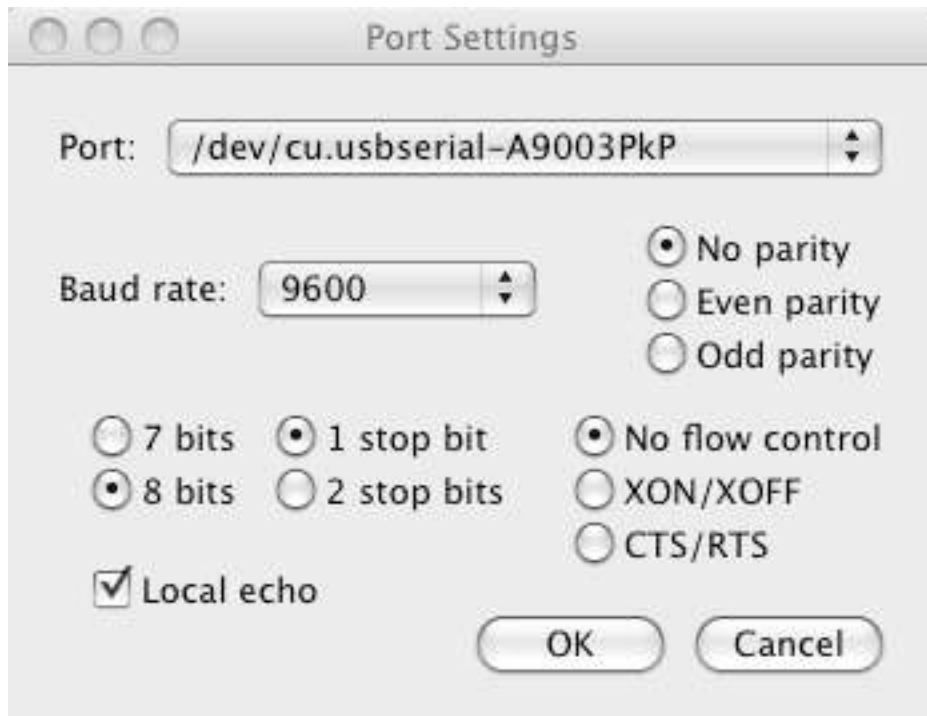 Port Settings
Port: /dev/cu.usbserial-A9003PkP
No parity
Baud rate: 9600
Even parity
Odd parity
7 bits 1 stop bit No flow control
8 bits 2 stop bits XON/XOFF
CTS/RTS
Local echo
OK Cancel